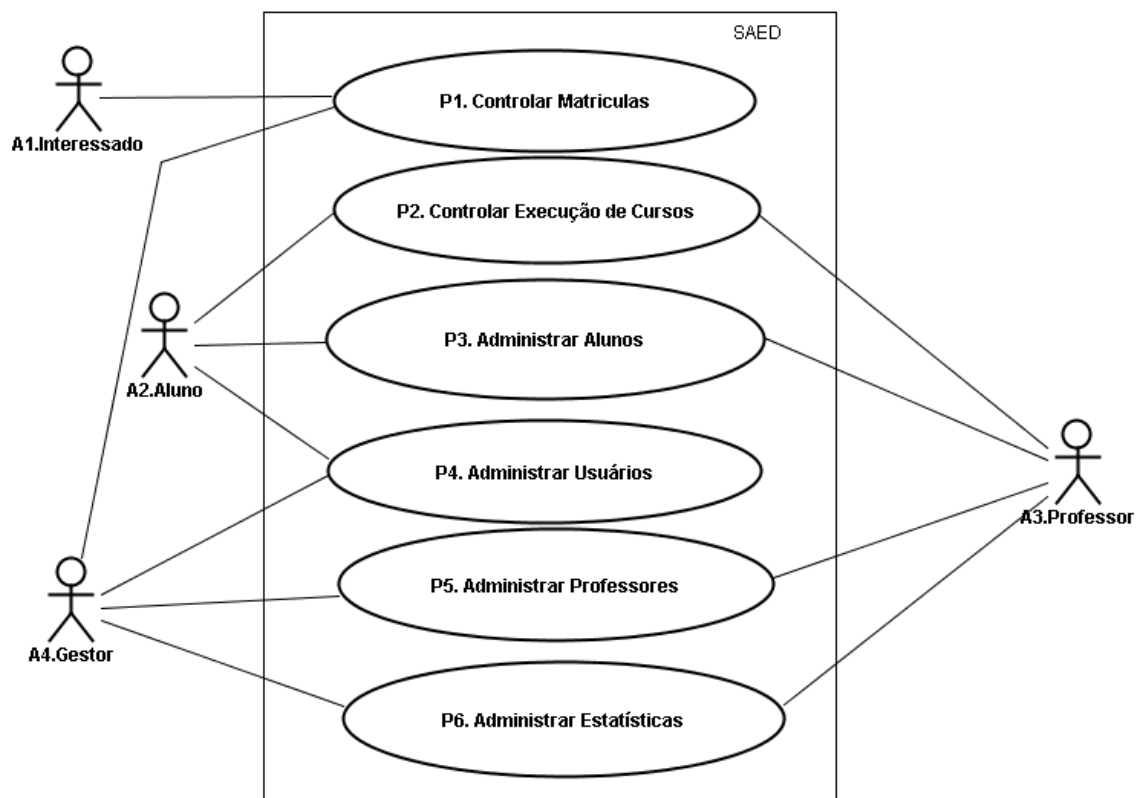 SAED
P1. Controlar Matriculas
A1.Interessado
P2. Controlar Execução de Cursos
P3. Administrar Alunos
A2.Aluno
P4. Administrar Usuários
A3.Professor
P5. Administrar Professores
A4.Gestor
P6. Administrar Estatísticas